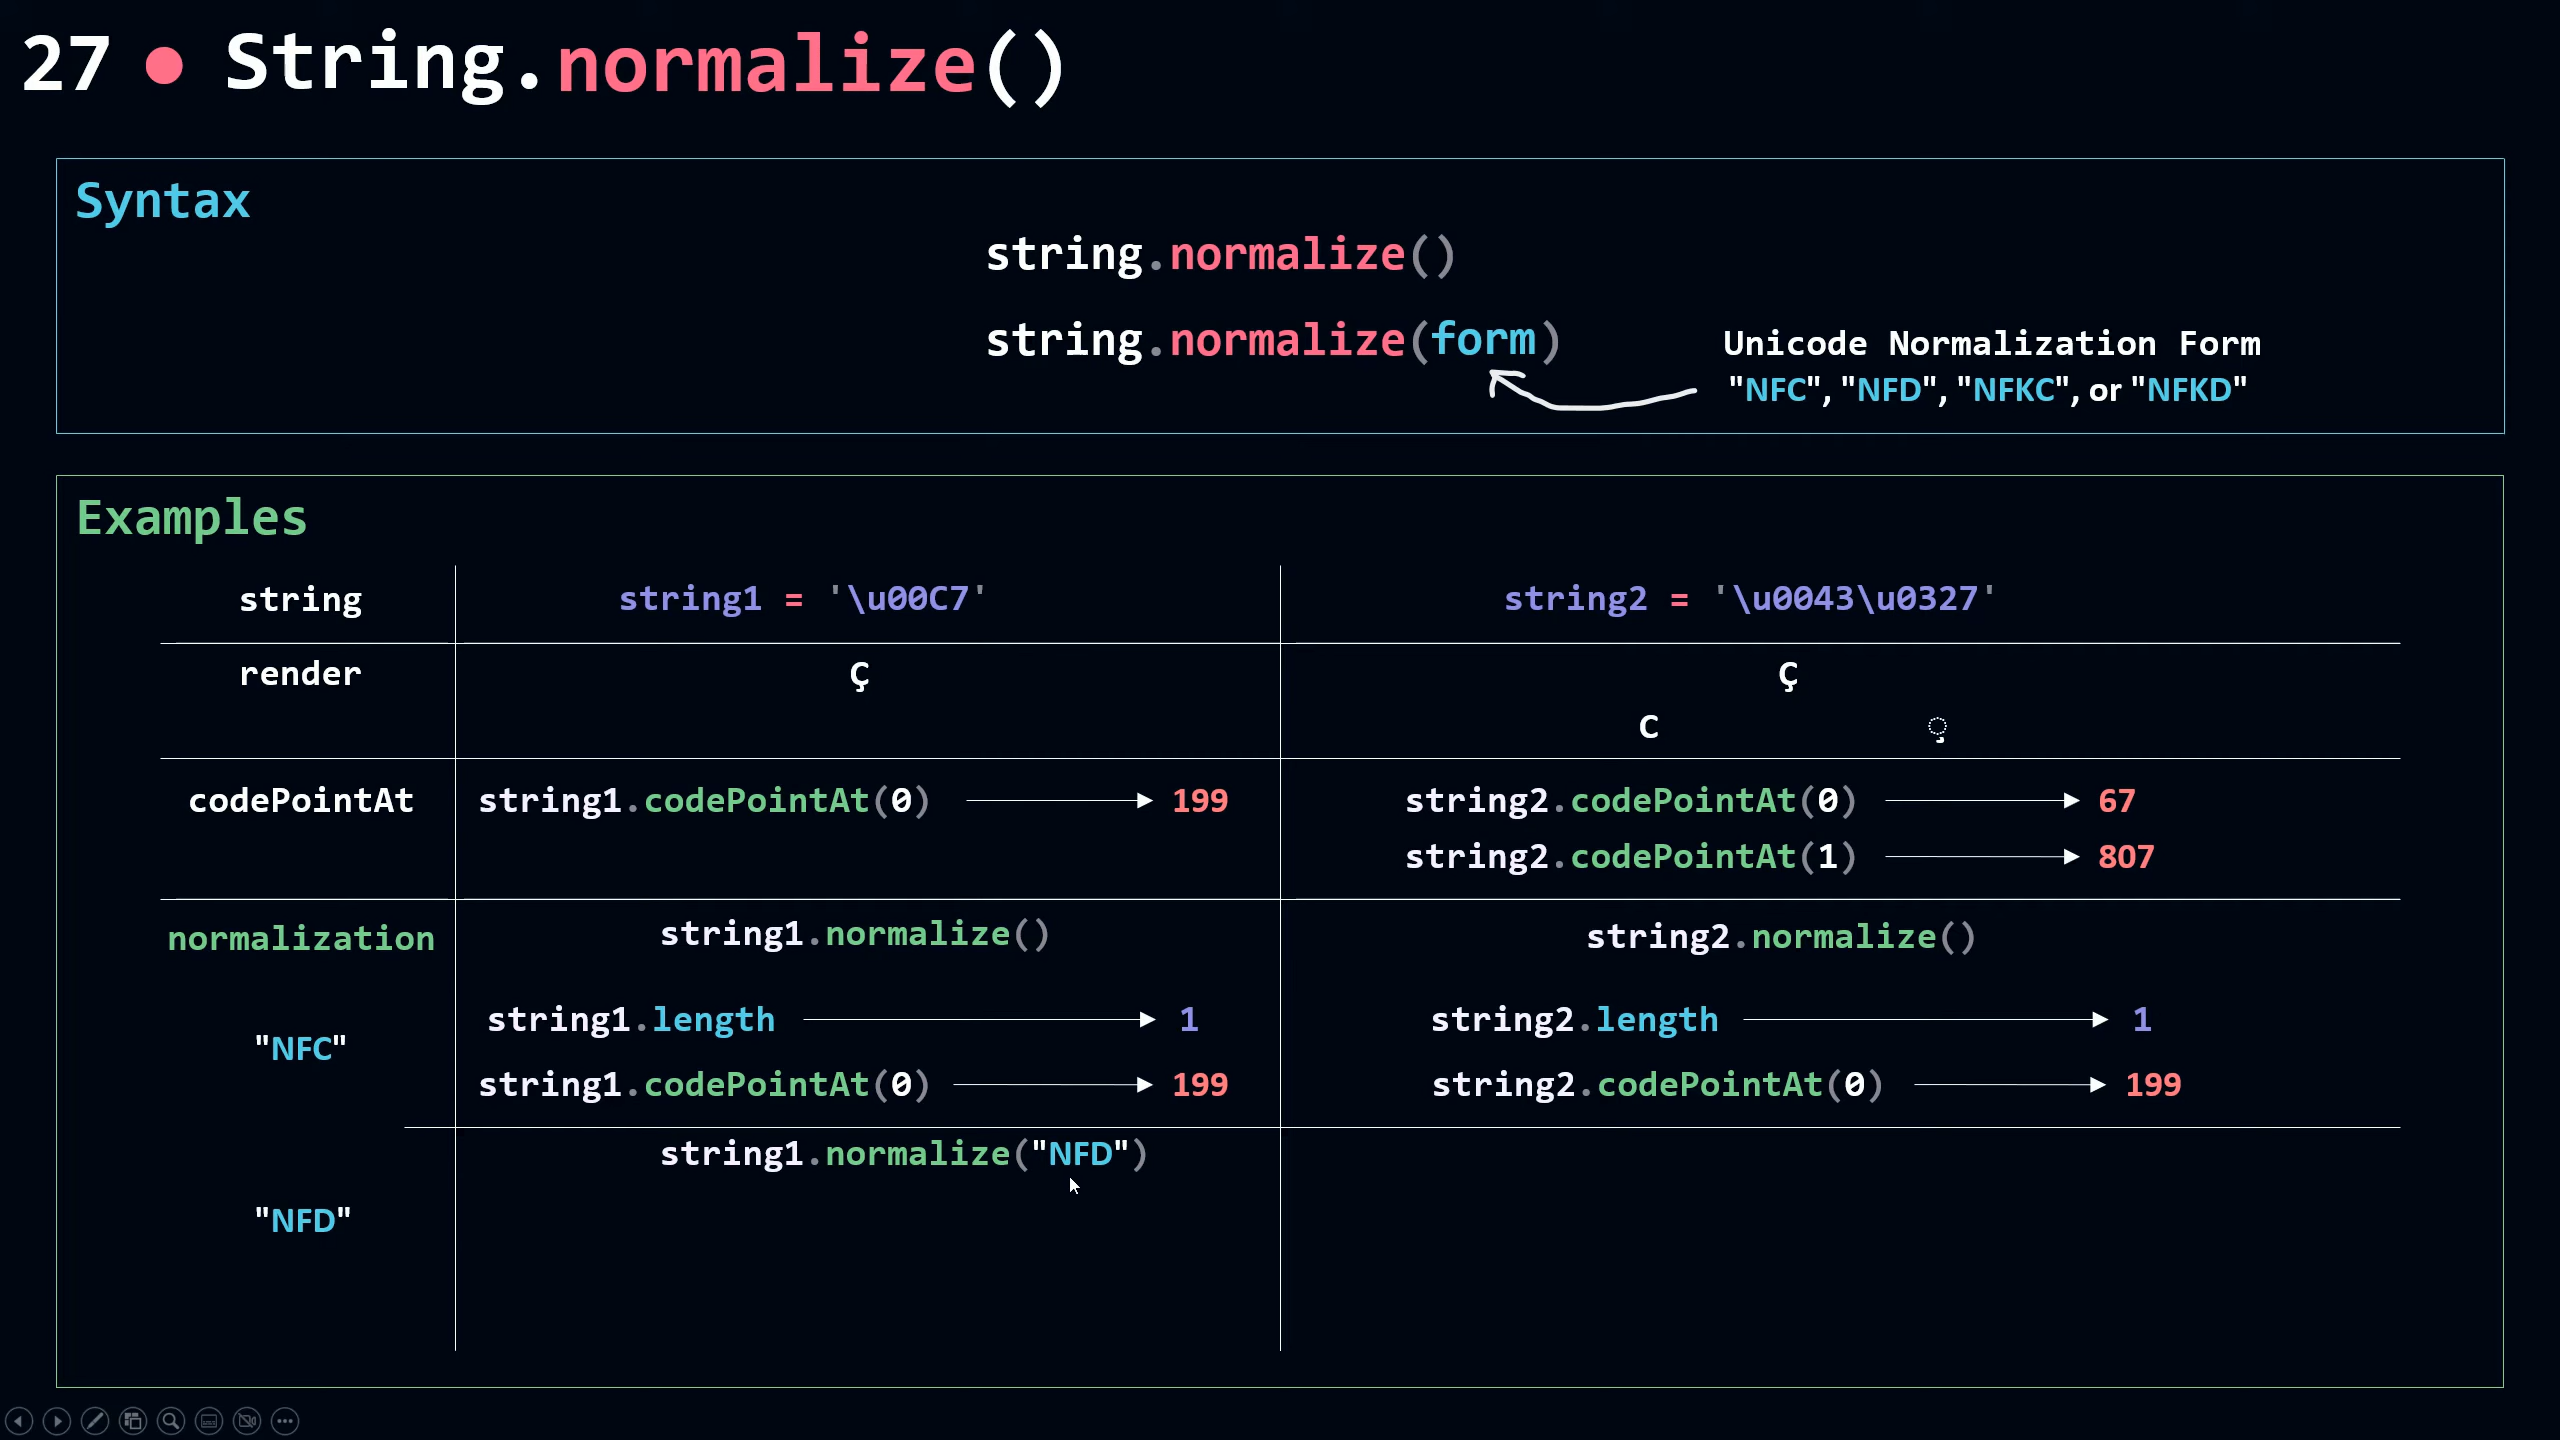 27 • String.normalize()
Syntax
string.normalize()
string.normalize(form)
Unicode Normalization Form
"NFC", "NFD", "NFKC", or "NFKD"
Examples
string string1 = '\u00C7' string2 = '\u0043\u0327'
render Ç Ç
C ◌̧
codePointAt string1.codePointAt(0) 199 string2.codePointAt(0) 67
string2.codePointAt(1) 807
normalization string1.normalize() string2.normalize()
"NFC"
string1.length 1 string2.length 1
string1.codePointAt(0) 199 string2.codePointAt(0) 199
string1.normalize("NFD")
"NFD"